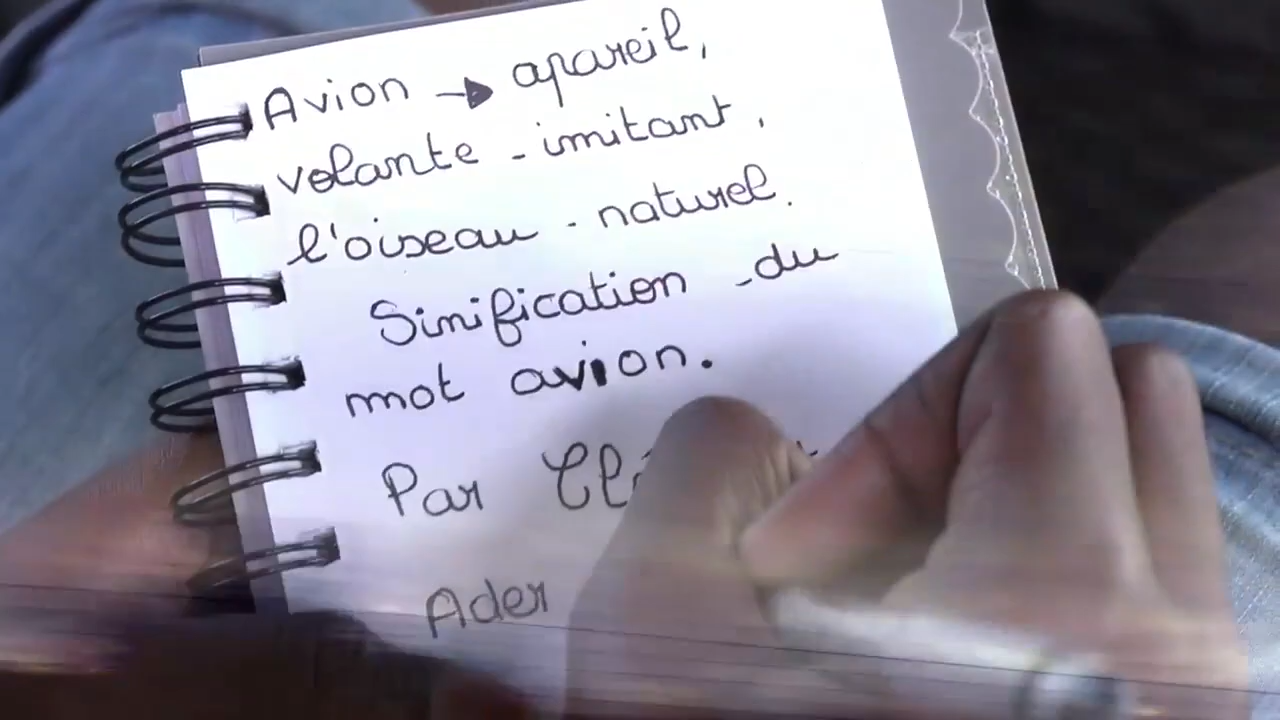 Avion → apareil,
volante - imitant,
l'oiseau - naturel.
Sinification - du
mot avion.
Par
Ader